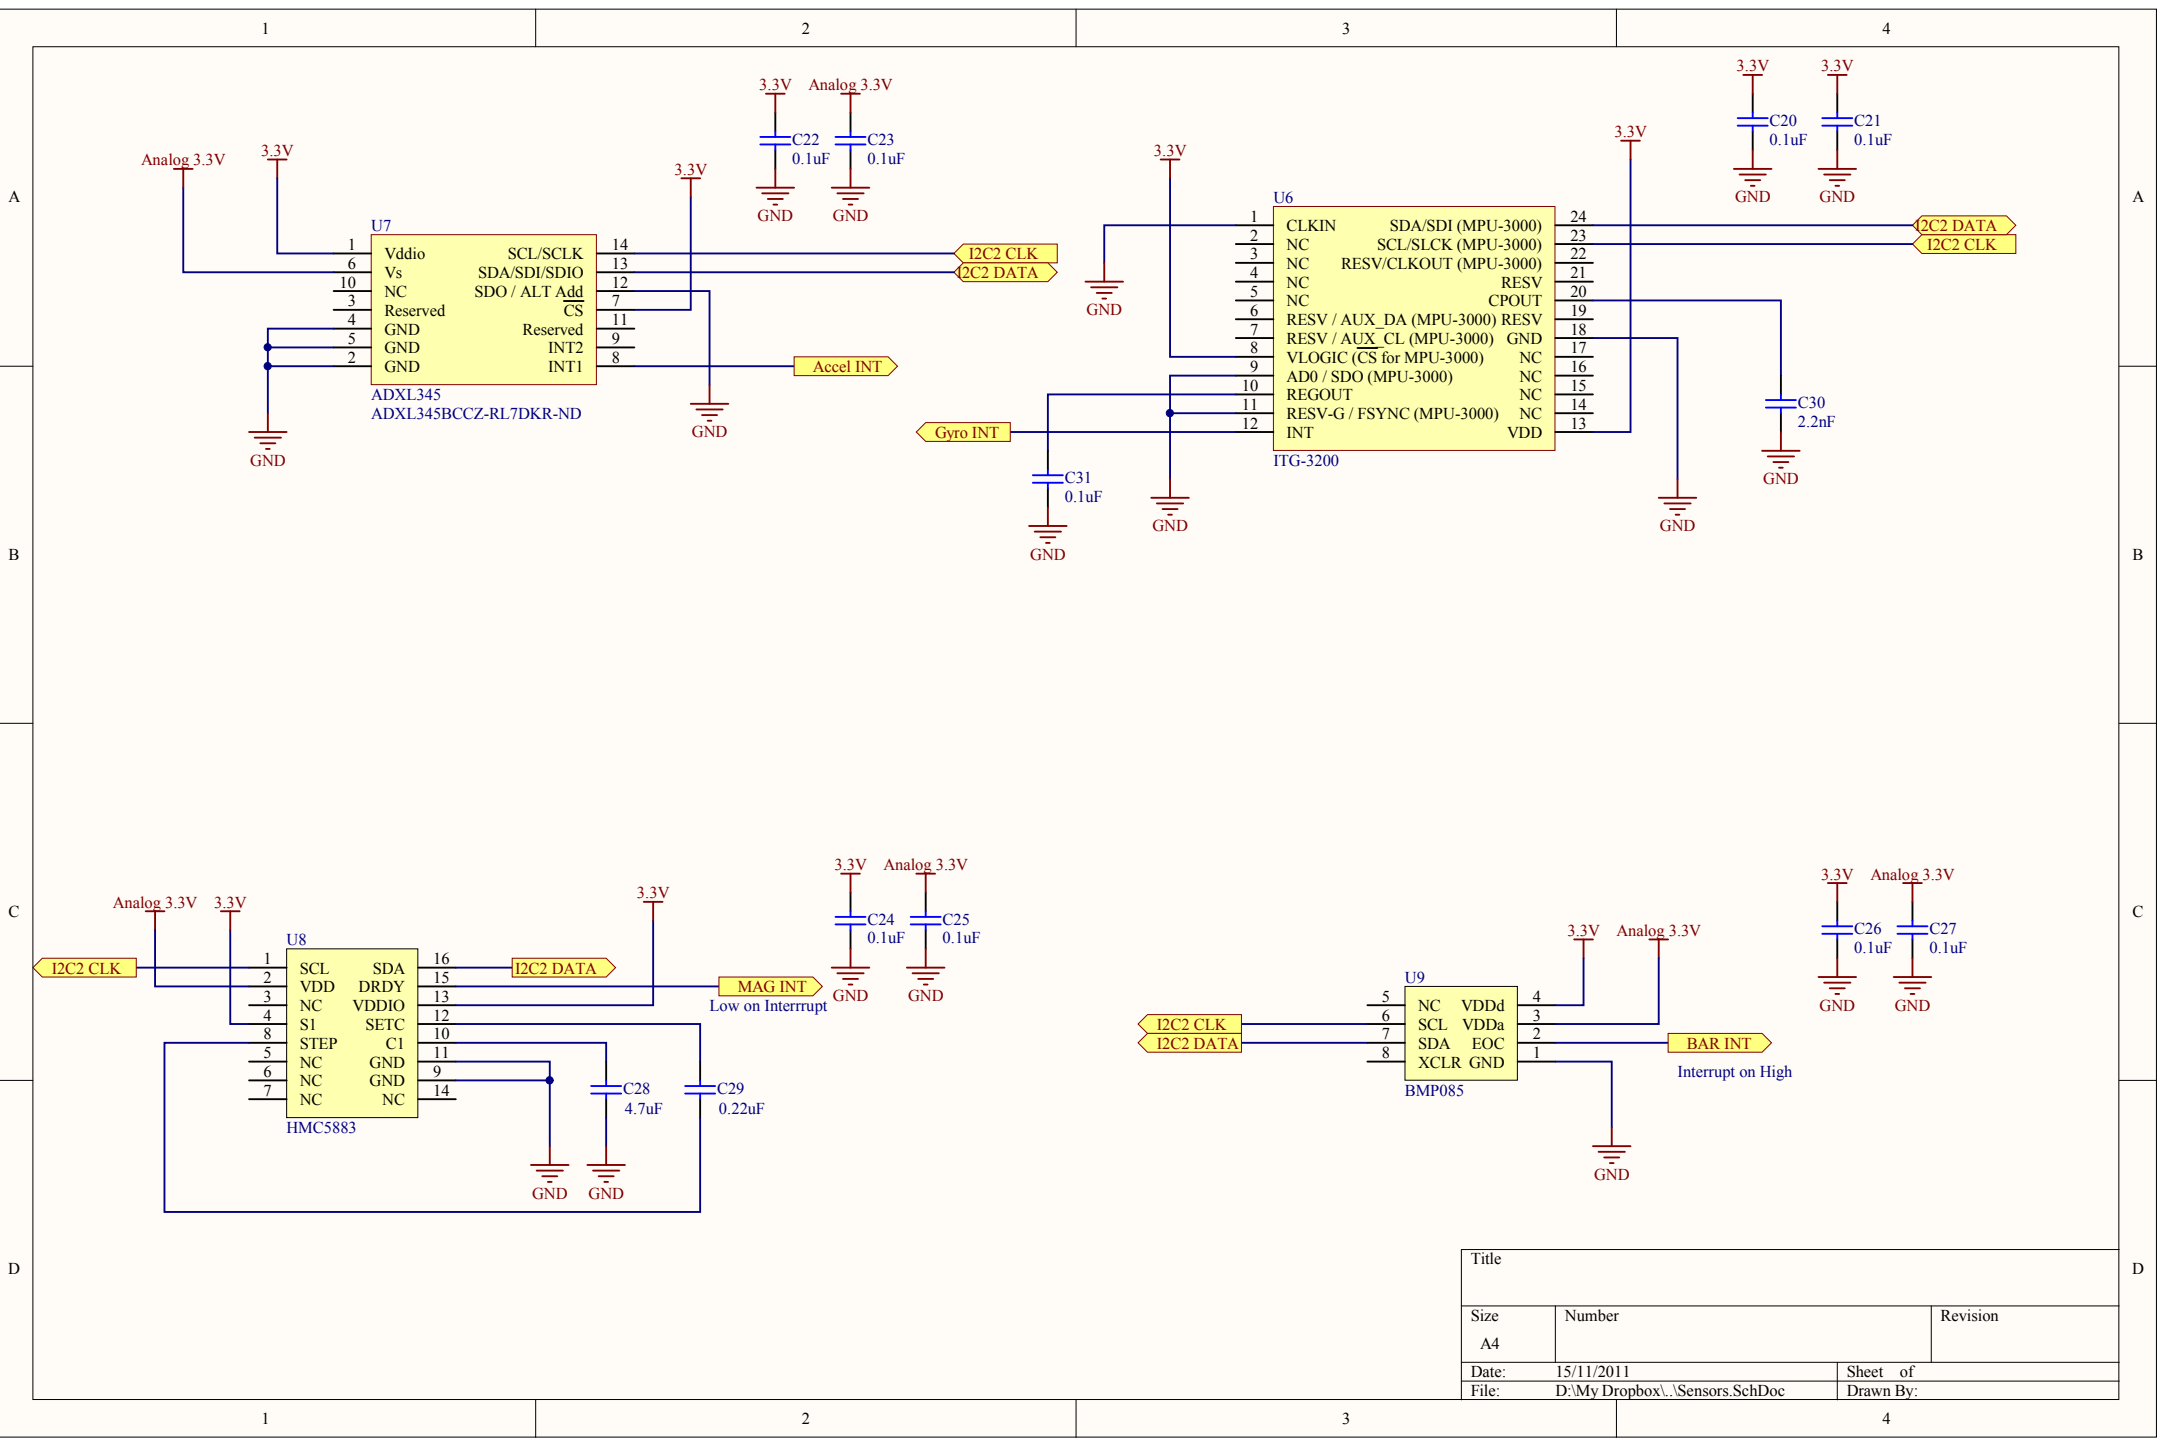 1 2 3 4
A A
B B
C C
D D
1 2 3 4
3.3V Analog 3.3V
C22 C23
0.1uF 0.1uF
GND GND
Analog 3.3V 3.3V
3.3V
U7
1 Vddio SCL/SCLK 14
6 Vs SDA/SDI/SDIO 13
10 NC SDO / ALT Add 12
3 Reserved CS 7
4 GND Reserved 11
5 GND INT2 9
2 GND INT1 8
ADXL345
ADXL345BCCZ-RL7DKR-ND
I2C2 CLK
I2C2 DATA
Accel INT
GND
GND
3.3V 3.3V
C20 C21
0.1uF 0.1uF
GND GND
3.3V
3.3V
U6
1 CLKIN SDA/SDI (MPU-3000) 24
2 NC SCL/SLCK (MPU-3000) 23
3 NC RESV/CLKOUT (MPU-3000) 22
4 NC RESV 21
5 NC CPOUT 20
6 RESV / AUX_DA (MPU-3000) RESV 19
7 RESV / AUX_CL (MPU-3000) GND 18
8 VLOGIC (CS for MPU-3000) NC 17
9 AD0 / SDO (MPU-3000) NC 16
10 REGOUT NC 15
11 RESV-G / FSYNC (MPU-3000) NC 14
12 INT VDD 13
ITG-3200
I2C2 DATA
I2C2 CLK
GND
Gyro INT
C31
0.1uF
GND
GND
C30
2.2nF
GND
GND
3.3V Analog 3.3V
C24 C25
0.1uF 0.1uF
GND GND
Analog 3.3V 3.3V
3.3V
U8
I2C2 CLK
1 SCL SDA 16
2 VDD DRDY 15
3 NC VDDIO 13
4 S1 SETC 12
8 STEP C1 10
5 NC GND 11
6 NC GND 9
7 NC NC 14
HMC5883
I2C2 DATA
MAG INT
Low on Interrrupt
C28
4.7uF
C29
0.22uF
GND GND
3.3V Analog 3.3V
C26 C27
0.1uF 0.1uF
GND GND
3.3V Analog 3.3V
U9
5 NC VDDd 4
6 SCL VDDa 3
7 SDA EOC 2
8 XCLR GND 1
BMP085
I2C2 CLK
I2C2 DATA
BAR INT
Interrupt on High
GND
Title
Size Number Revision
A4
Date: 15/11/2011 Sheet of
File: D:\My Dropbox\..\Sensors.SchDoc Drawn By: